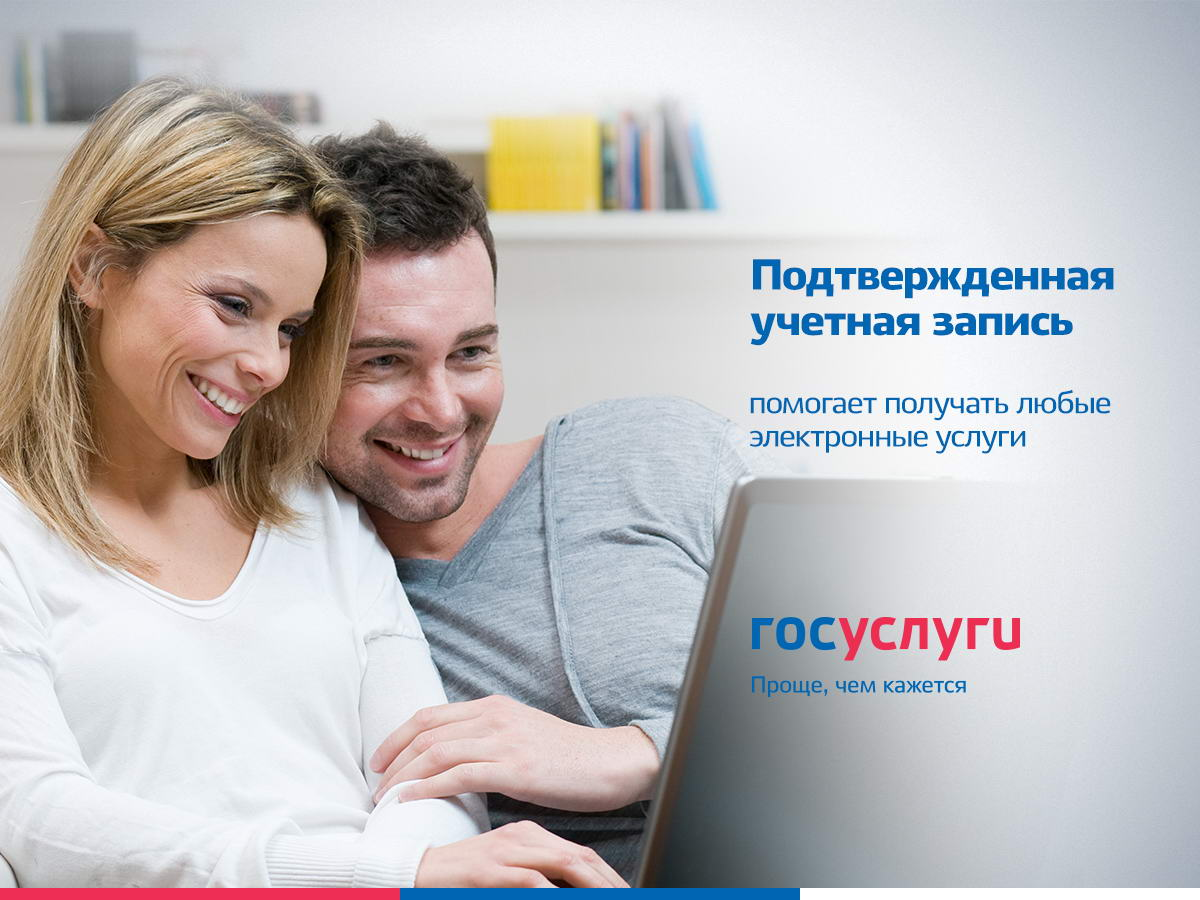 Подтвержденная
учетная запись
помогает получать любые
электронные услуги
госуслуги
Проще, чем кажется